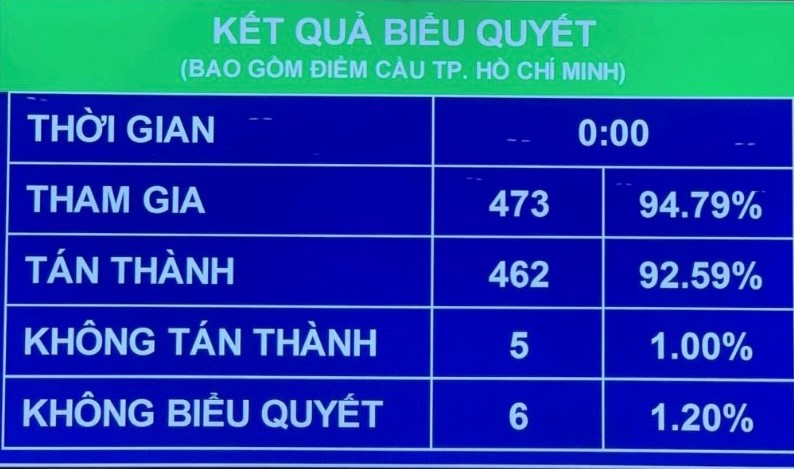 KẾT QUẢ BIỂU QUYẾT
(BAO GỒM ĐIỂM CẦU TP. HỒ CHÍ MINH)
THỜI GIAN 0:00
THAM GIA 473 94.79%
TÁN THÀNH 462 92.59%
KHÔNG TÁN THÀNH 5 1.00%
KHÔNG BIỂU QUYẾT 6 1.20%